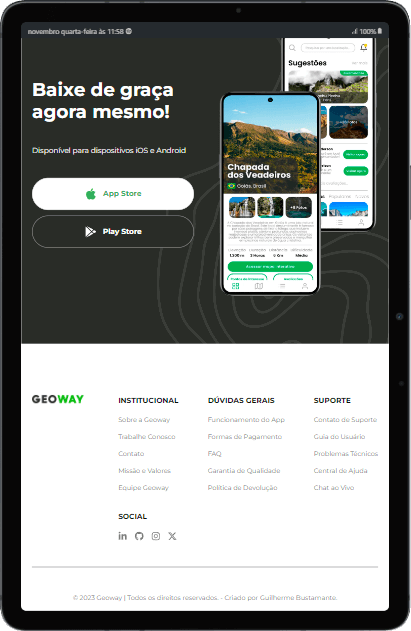 novembro quarta-feira às 11:58
100%
Baixe de graça
agora mesmo!
Disponível para dispositivos iOS e Android
App Store
Play Store
Sugestões
Chapada
dos Veadeiros
Goiás, Brasil
+8 Fotos
GEOWAY
INSTITUCIONAL
Sobre a Geoway
Trabalhe Conosco
Contato
Missão e Valores
Equipe Geoway
DÚVIDAS GERAIS
Funcionamento do App
Formas de Pagamento
FAQ
Garantia de Qualidade
Política de Devolução
SUPORTE
Contato de Suporte
Guia do Usuário
Problemas Técnicos
Central de Ajuda
Chat ao Vivo
SOCIAL
© 2023 Geoway | Todos os direitos reservados. - Criado por Guilherme Bustamante.